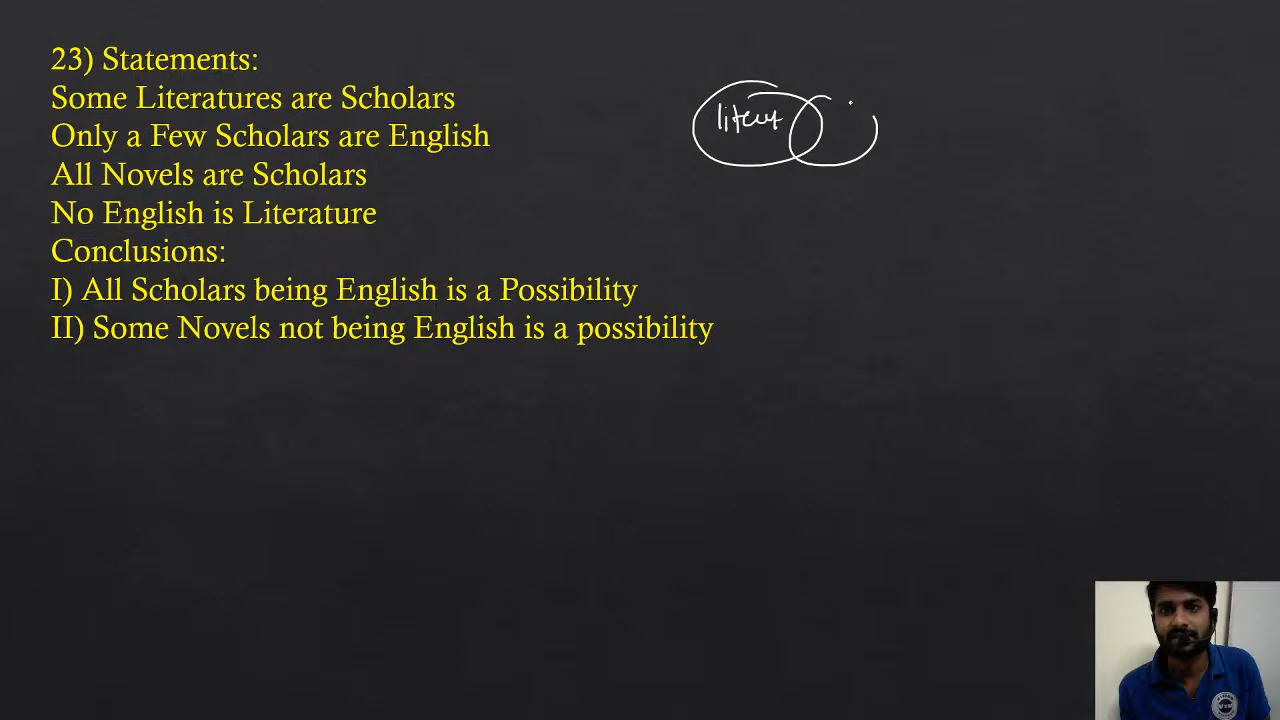 23) Statements:
Some Literatures are Scholars
Only a Few Scholars are English
All Novels are Scholars
No English is Literature
Conclusions:
I) All Scholars being English is a Possibility
II) Some Novels not being English is a possibility